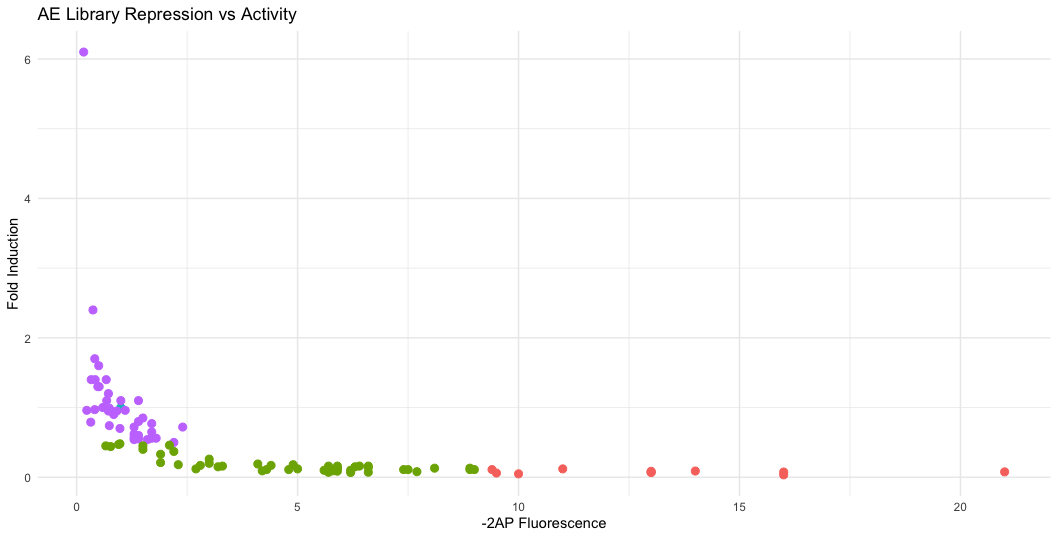 AE Library Repression vs Activity
6
4
2
0
Fold Induction
0 5 10 15 20
-2AP Fluorescence